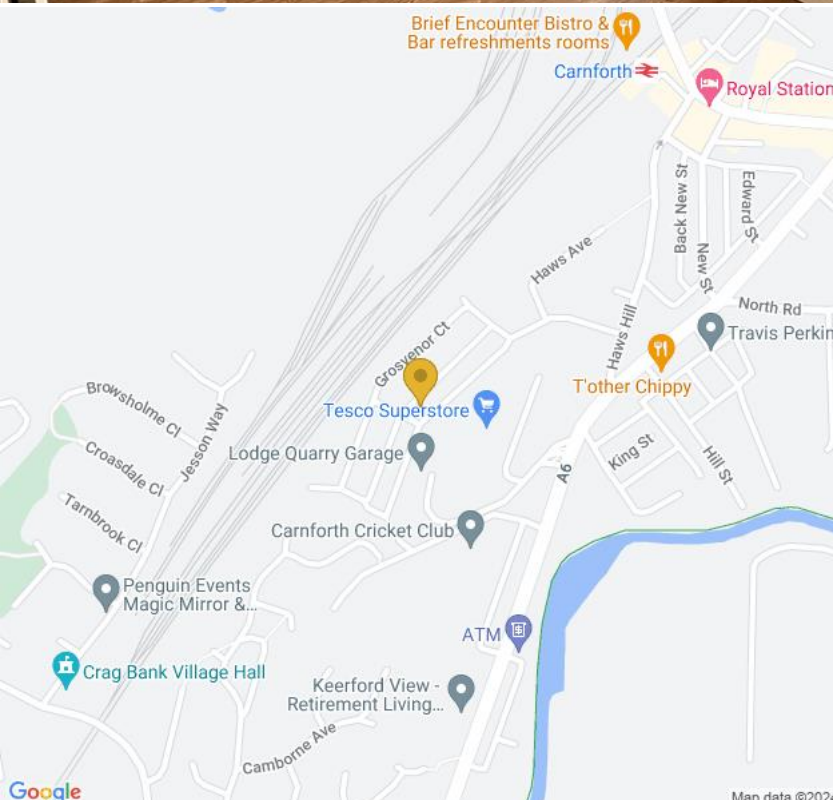 Brief Encounter Bistro &
Bar refreshments rooms
Carnforth
Royal Station
Back New St
Edward St
New St
Haws Ave
Haws Hill
North Rd
Travis Perkin
Grosvenor Ct
T'other Chippy
Tesco Superstore
Browsholme Cl
Jesson Way
Croasdale Cl
Lodge Quarry Garage
King St
Hill St
A6
Tarnbrook Cl
Carnforth Cricket Club
Penguin Events
Magic Mirror &...
ATM
Crag Bank Village Hall
Keerford View -
Retirement Living...
Camborne Ave
Google
Map data ©2024